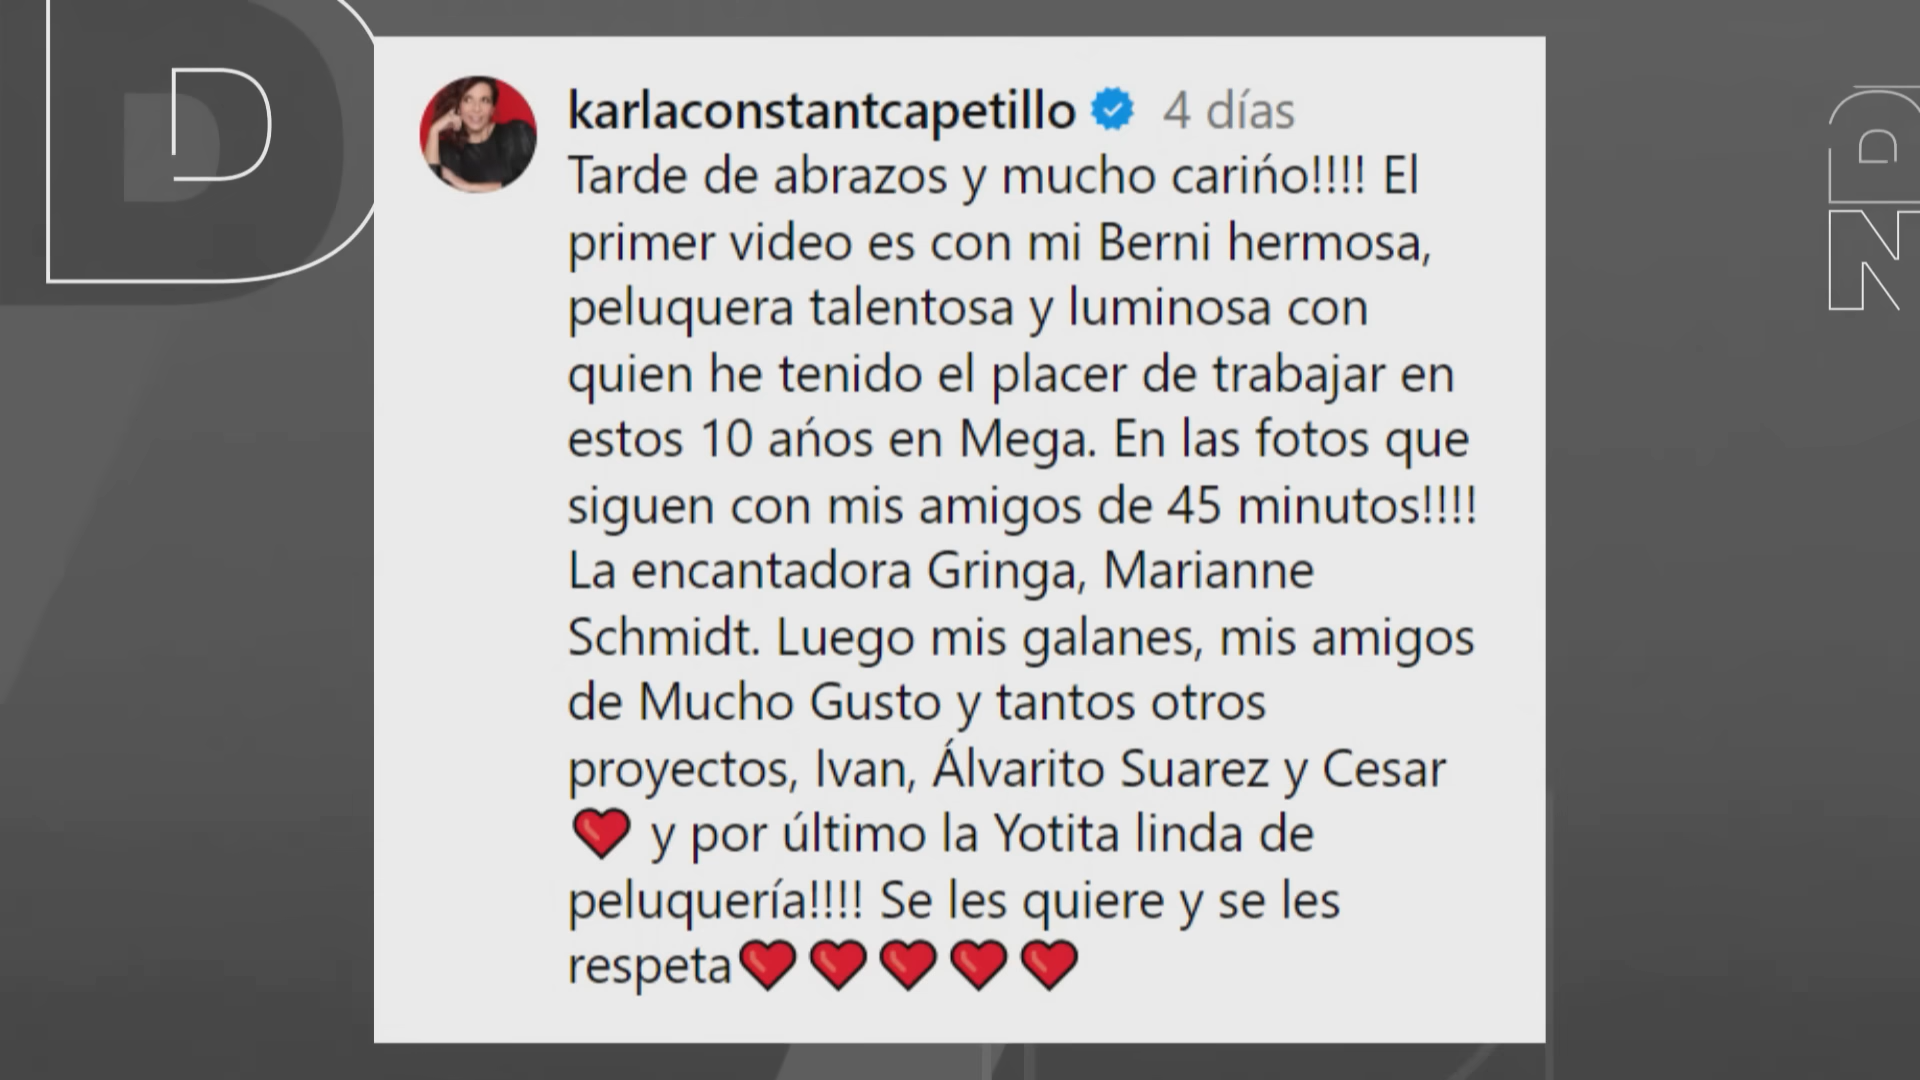 D
D
karlaconstantcapetillo 4 días
Tarde de abrazos y mucho carińo!!!! El
primer video es con mi Berni hermosa,
peluquera talentosa y luminosa con
quien he tenido el placer de trabajar en
estos 10 ańos en Mega. En las fotos que
siguen con mis amigos de 45 minutos!!!!
La encantadora Gringa, Marianne
Schmidt. Luego mis galanes, mis amigos
de Mucho Gusto y tantos otros
proyectos, Ivan, Álvarito Suarez y Cesar
❤️ y por último la Yotita linda de
peluquería!!!! Se les quiere y se les
respeta❤️❤️❤️❤️❤️